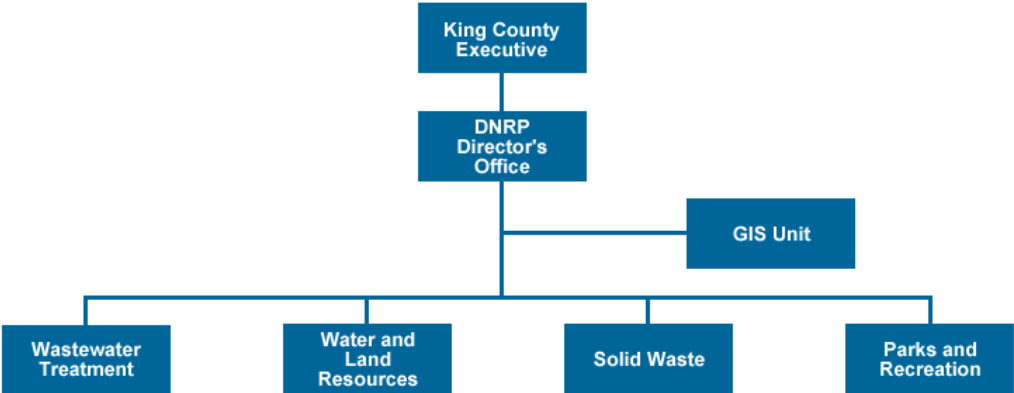 King County
Executive
DNRP
Director's
Office
GIS Unit
Wastewater
Treatment
Water and
Land
Resources
Solid Waste
Parks and
Recreation